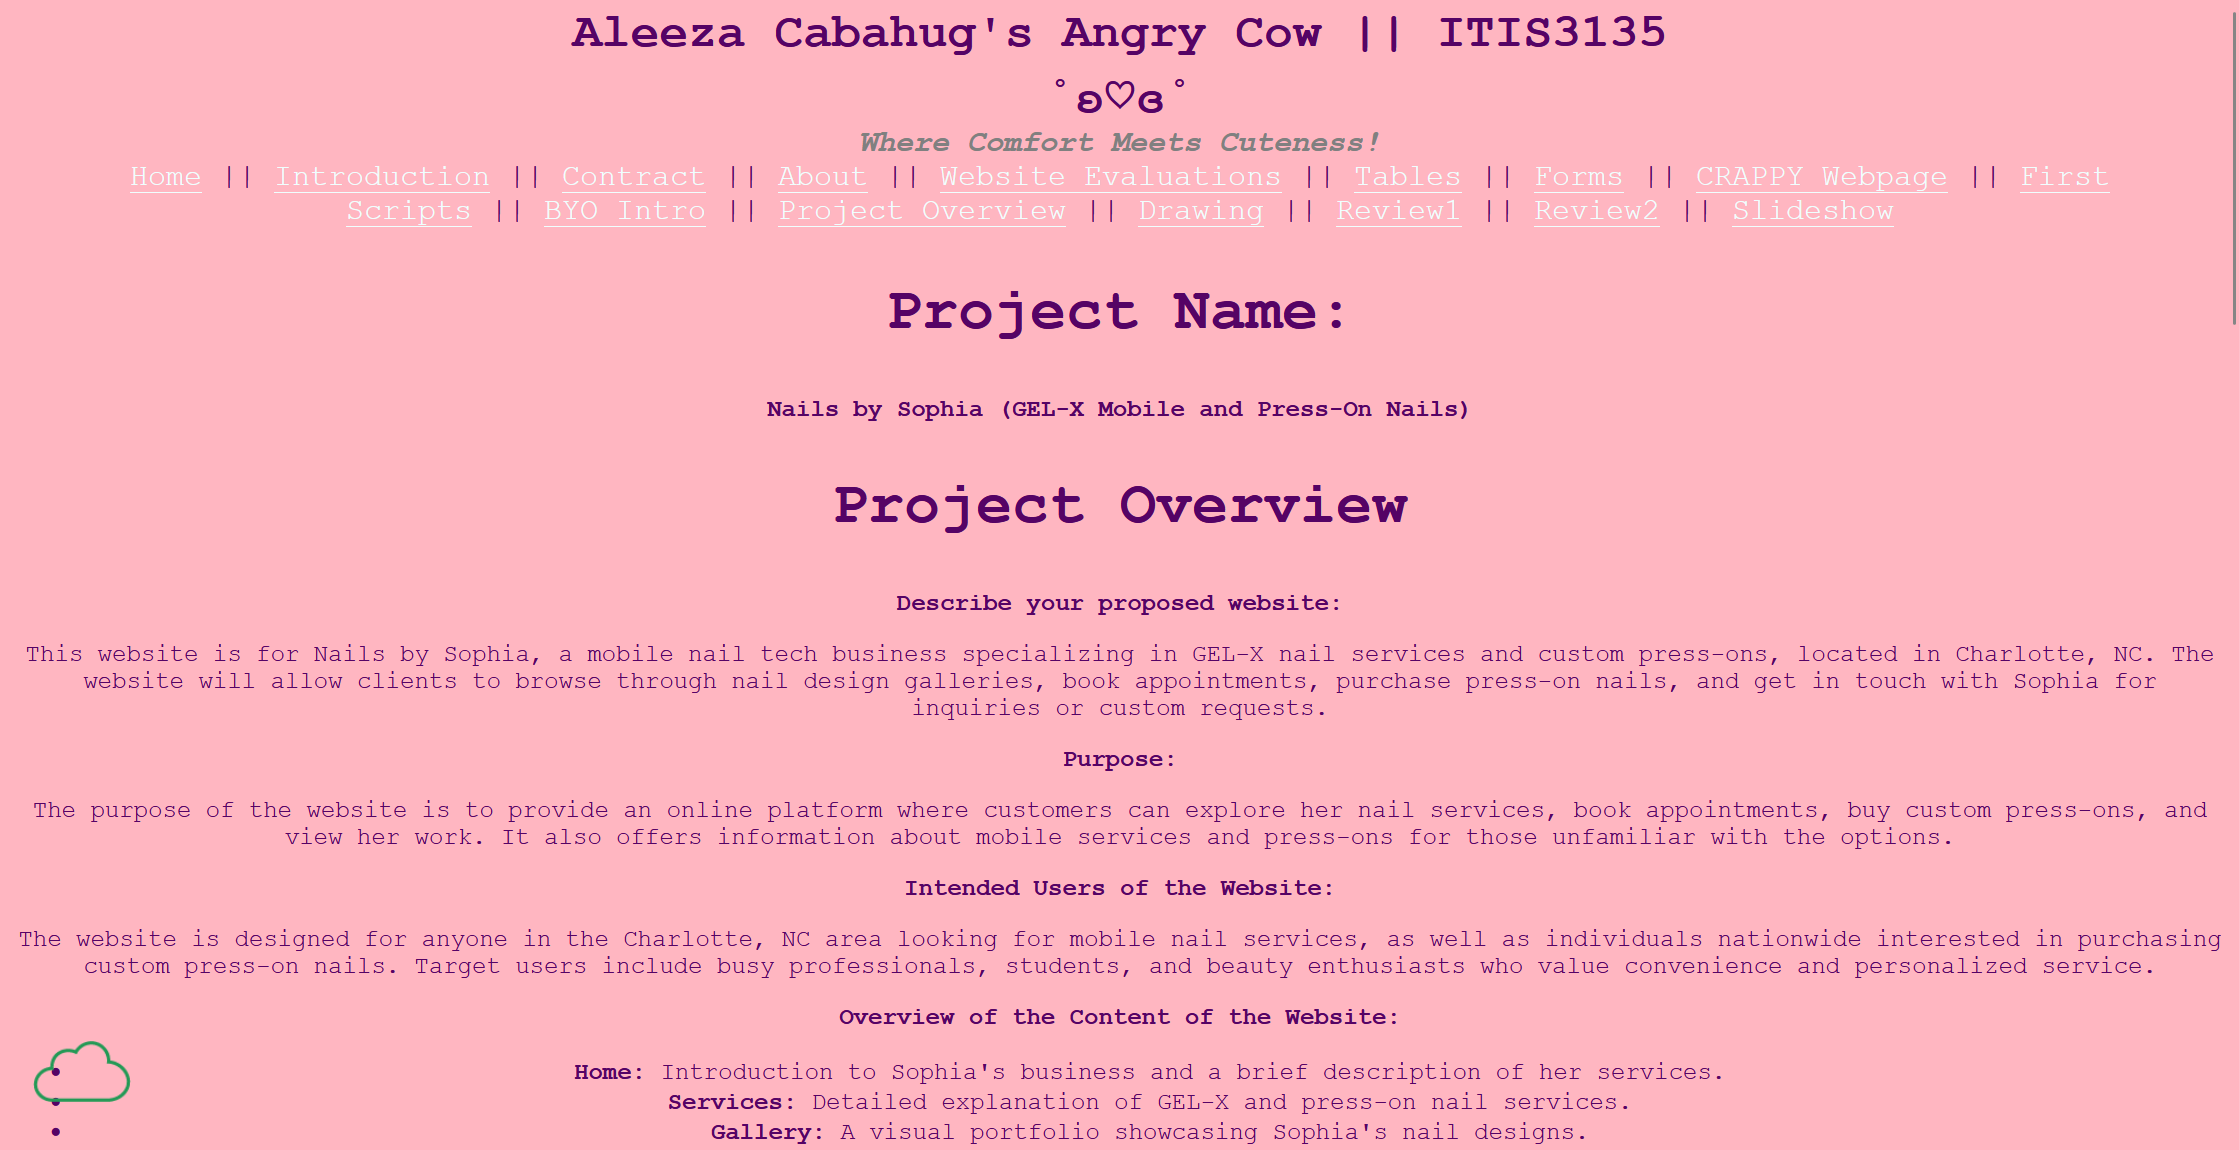 Aleeza Cabahug's Angry Cow || ITIS3135
˚ʚ♡ɞ˚
Where Comfort Meets Cuteness!
Home || Introduction || Contract || About || Website Evaluations || Tables || Forms || CRAPPY Webpage || First
Scripts || BYO Intro || Project Overview || Drawing || Review1 || Review2 || Slideshow
Project Name:
Nails by Sophia (GEL-X Mobile and Press-On Nails)
Project Overview
Describe your proposed website:
This website is for Nails by Sophia, a mobile nail tech business specializing in GEL-X nail services and custom press-ons, located in Charlotte, NC. The
website will allow clients to browse through nail design galleries, book appointments, purchase press-on nails, and get in touch with Sophia for
inquiries or custom requests.
Purpose:
The purpose of the website is to provide an online platform where customers can explore her nail services, book appointments, buy custom press-ons, and
view her work. It also offers information about mobile services and press-ons for those unfamiliar with the options.
Intended Users of the Website:
The website is designed for anyone in the Charlotte, NC area looking for mobile nail services, as well as individuals nationwide interested in purchasing
custom press-on nails. Target users include busy professionals, students, and beauty enthusiasts who value convenience and personalized service.
Overview of the Content of the Website:
• Home: Introduction to Sophia's business and a brief description of her services.
• Services: Detailed explanation of GEL-X and press-on nail services.
• Gallery: A visual portfolio showcasing Sophia's nail designs.